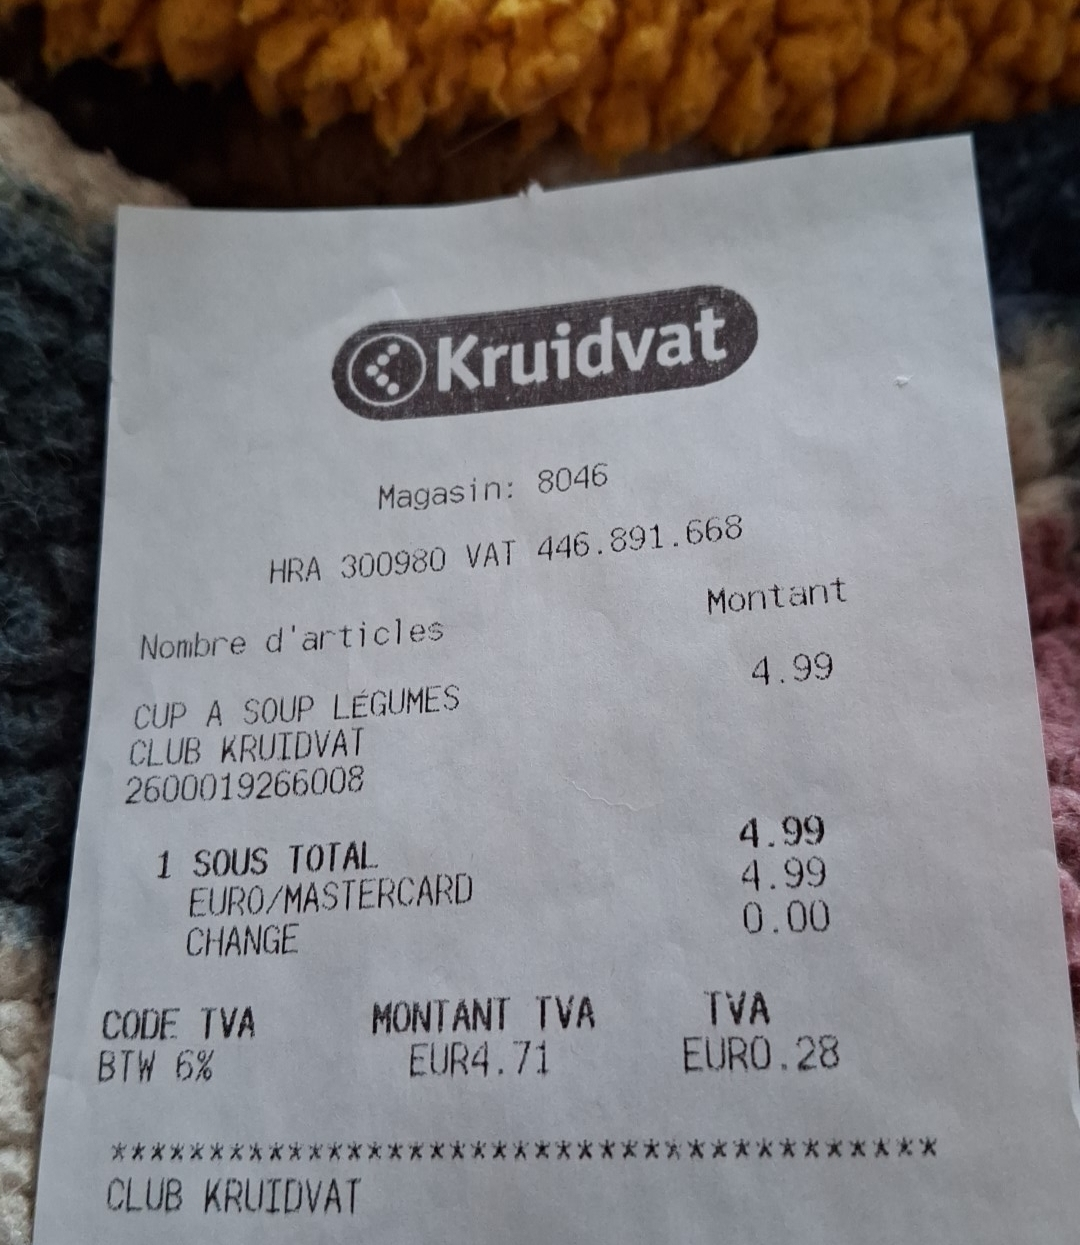 Kruidvat
Magasin: 8046
HRA 300980 VAT 446.891.668
Nombre d'articles Montant
CUP A SOUP LÉGUMES 4.99
CLUB KRUIDVAT
2600019266008
1 SOUS TOTAL 4.99
EURO/MASTERCARD 4.99
CHANGE 0.00
CODE TVA MONTANT TVA TVA
BTW 6% EUR4.71 EUR0.28
******************************************
CLUB KRUIDVAT